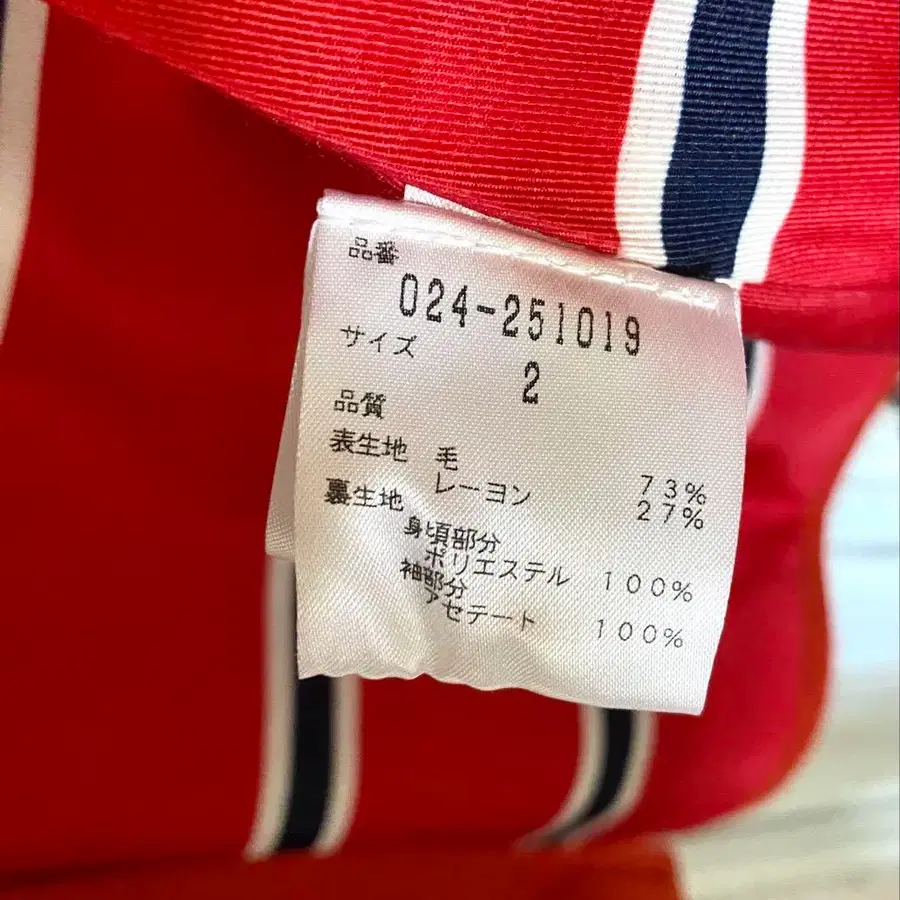 品番
024-251019
サイズ
2
品質
表生地 毛 73%
レーヨン 27%
裏生地
身頃部分
ポリエステル 100%
袖部分
アセテート 100%